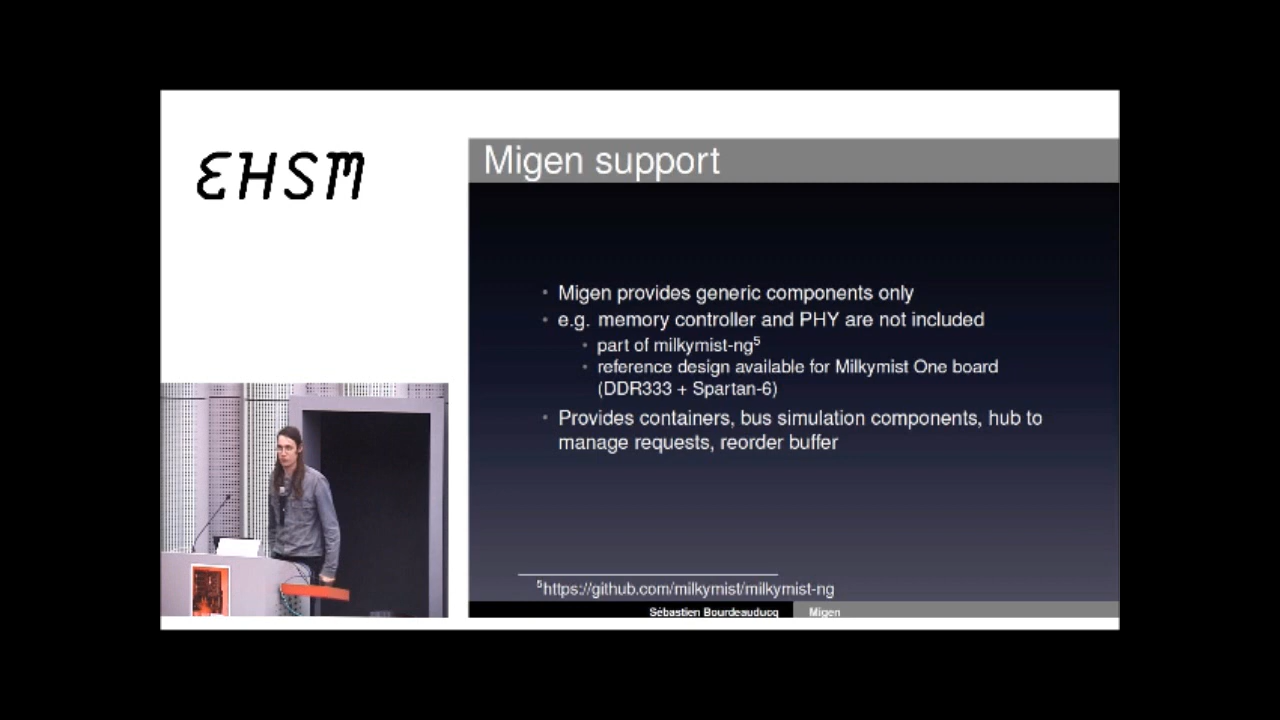 EHSM
Migen support
Migen provides generic components only
e.g. memory controller and PHY are not included
part of milkymist-ng5
reference design available for Milkymist One board
(DDR333 + Spartan-6)
Provides containers, bus simulation components, hub to
manage requests, reorder buffer
5https://github.com/milkymist/milkymist-ng
Sébastien Bourdeauducq
Migen